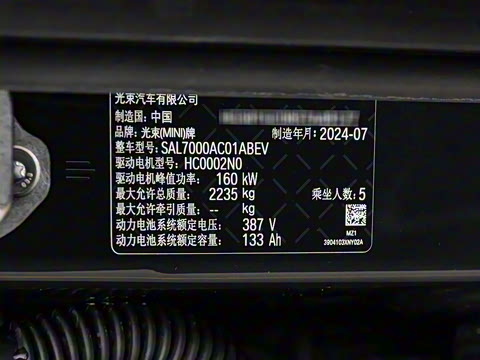 光束汽车有限公司
制造国: 中国
品牌: 光束(MINI)牌 制造年月: 2024-07
整车型号: SAL7000AC01ABEV
驱动电机型号: HC0002N0
驱动电机峰值功率: 160 kW
最大允许总质量: 2235 kg 乘坐人数: 5
最大允许牵引质量: -- kg
动力电池系统额定电压: 387 V
动力电池系统额定容量: 133 Ah
MZ1
3904103XNY02A